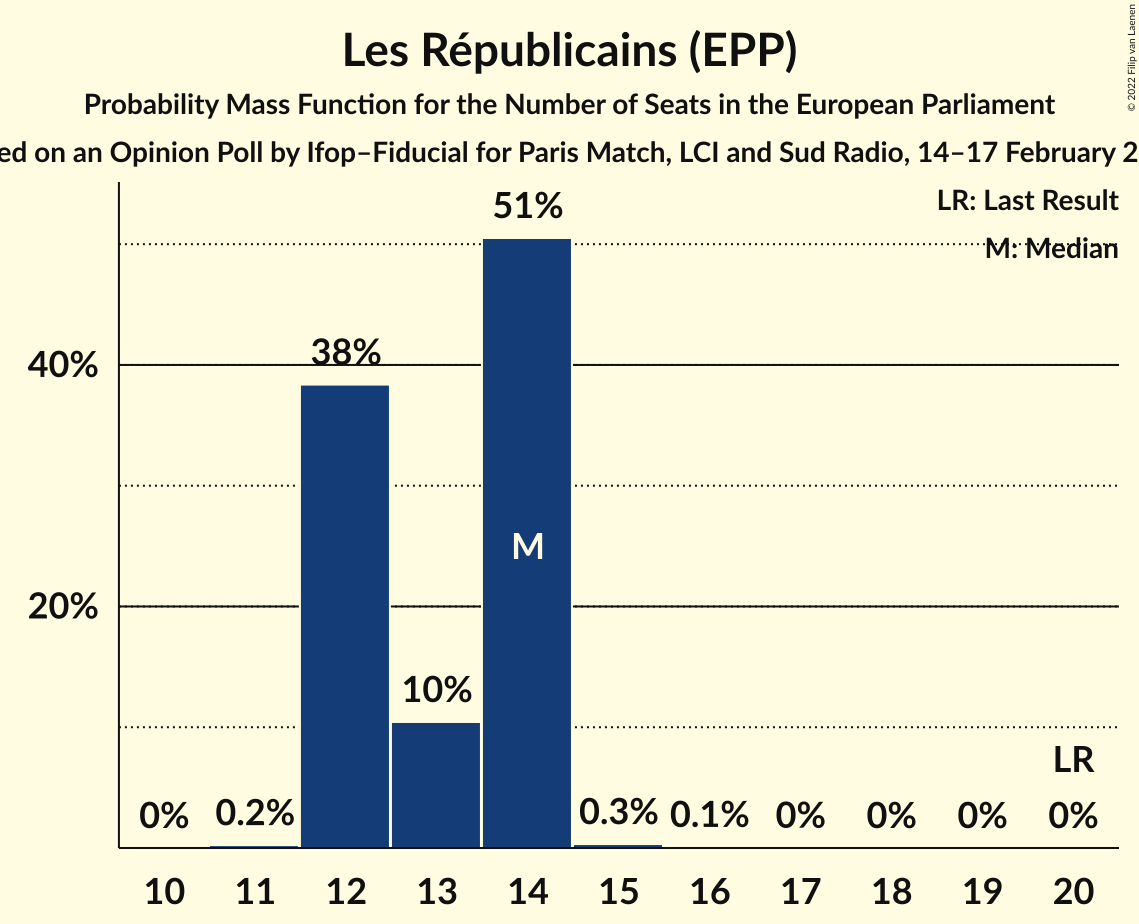 Les Républicains (EPP)
Probability Mass Function for the Number of Seats in the European Parliament
on an Opinion Poll by Ifop–Fiducial for Paris Match, LCI and Sud Radio, 14–17 February
© 2022 Filip van Laenen
LR: Last Result
M: Median
51%
38%
40%
M
20%
10%
LR
0% 0.2% 0.3% 0.1% 0% 0% 0% 0%
10 11 12 13 14 15 16 17 18 19 20